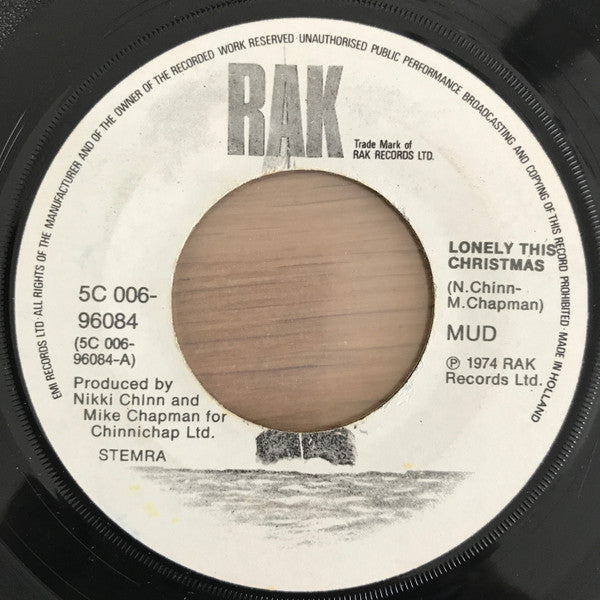 EMI RECORDS LTD·ALL RIGHTS OF THE MANUFACTURER AND OF THE OWNER OF THE RECORDED WORK RESERVED·UNAUTHORISED PUBLIC PERFORMANCE BROADCASTING AND COPYING OF THIS RECORD PROHIBITED·MADE IN HOLLAND
RAK
Trade Mark of
RAK RECORDS LTD.
LONELY THIS
CHRISTMAS
(N.Chinn-
M.Chapman)
MUD
℗ 1974 RAK
Records Ltd.
5C 006-
96084
(5C 006-
96084-A)
Produced by
Nikki ChInn and
Mike Chapman for
Chinnichap Ltd.
STEMRA